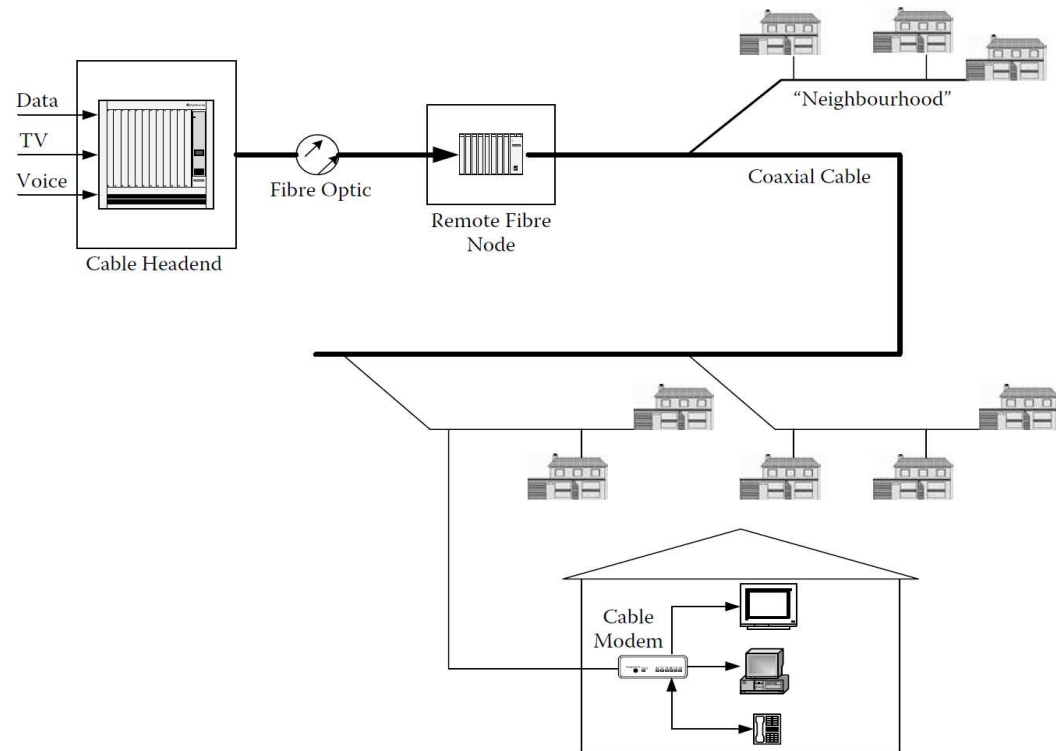 Data
TV
Voice
Cable Headend
Fibre Optic
Remote Fibre
Node
Coaxial Cable
“Neighbourhood”
Cable
Modem